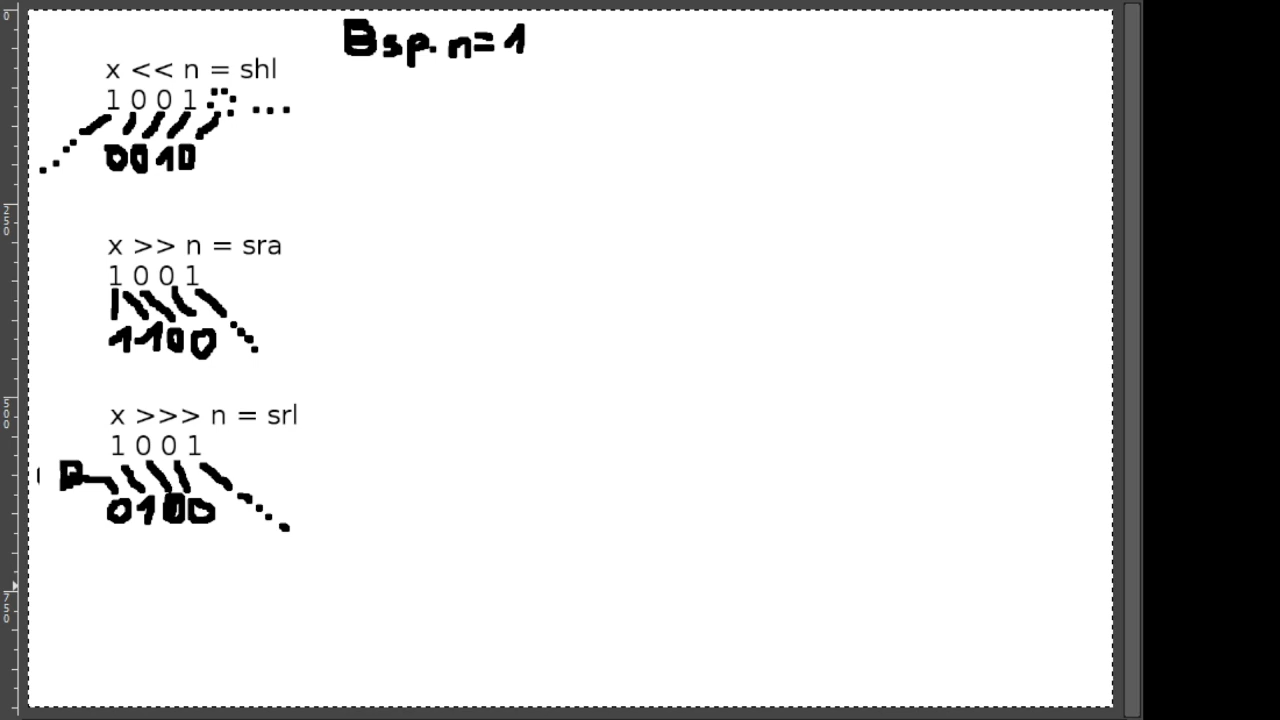 Bsp. n=1
x << n = shl
1 0 0 1 0 ...
0010
x >> n = sra
1 0 0 1
1100
x >>> n = srl
1 0 0 1
0
0100